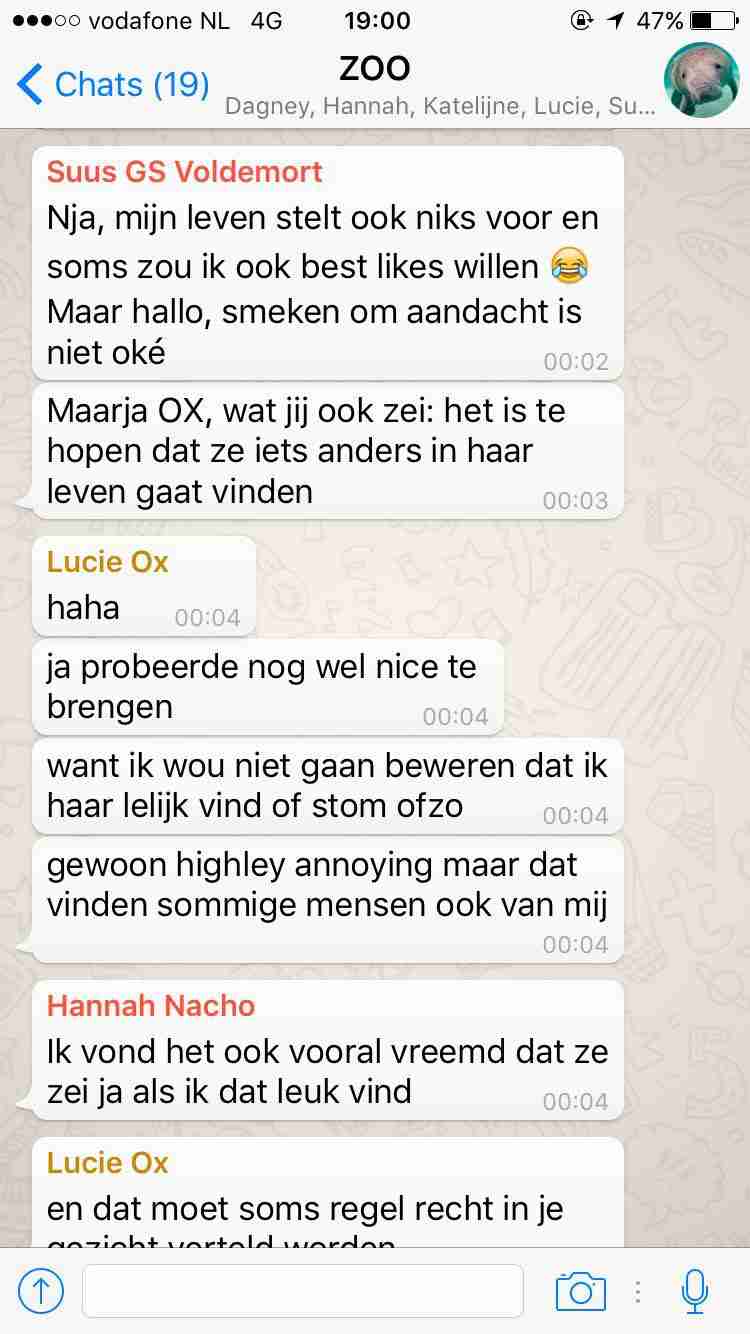 vodafone NL 4G 19:00 47%
Chats (19) ZOO
Dagney, Hannah, Katelijne, Lucie, Su...
Suus GS Voldemort
Nja, mijn leven stelt ook niks voor en
soms zou ik ook best likes willen 😂
Maar hallo, smeken om aandacht is
niet oké 00:02
Maarja OX, wat jij ook zei: het is te
hopen dat ze iets anders in haar
leven gaat vinden 00:03
Lucie Ox
haha 00:04
ja probeerde nog wel nice te
brengen 00:04
want ik wou niet gaan beweren dat ik
haar lelijk vind of stom ofzo 00:04
gewoon highley annoying maar dat
vinden sommige mensen ook van mij
00:04
Hannah Nacho
Ik vond het ook vooral vreemd dat ze
zei ja als ik dat leuk vind 00:04
Lucie Ox
en dat moet soms regel recht in je
gezicht verteld worden